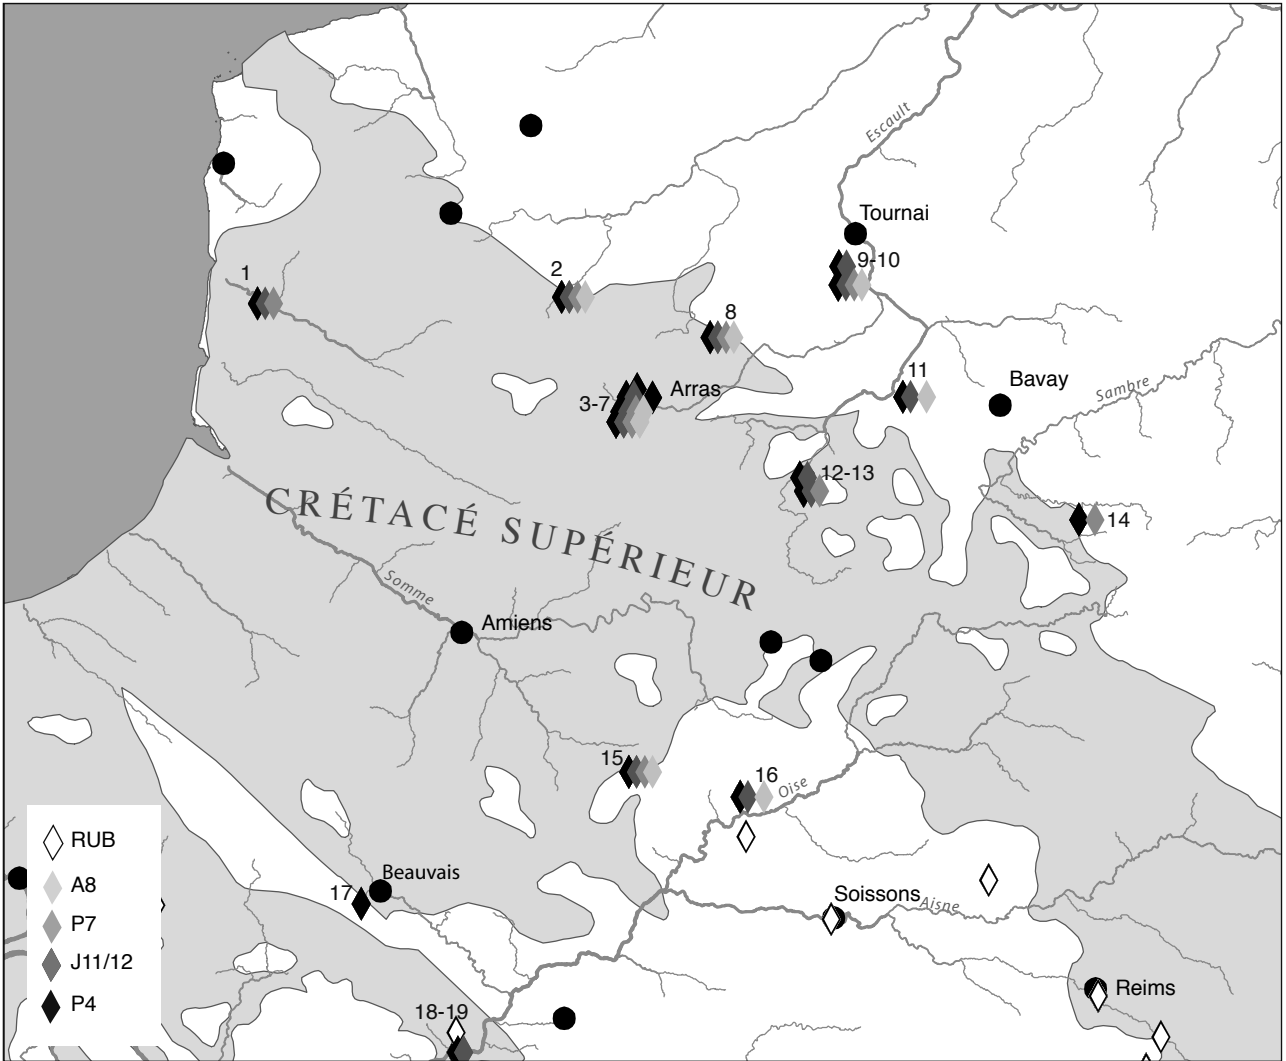 Escault
Tournai
9-10
1
2
8
11
Bavay
Sambre
Arras
3-7
12-13
14
CRÉTACÉ SUPÉRIEUR
Somme
Amiens
15
16
Oise
RUB
A8
P7
J11/12
P4
Beauvais
17
Soissons
Aisne
Reims
18-19